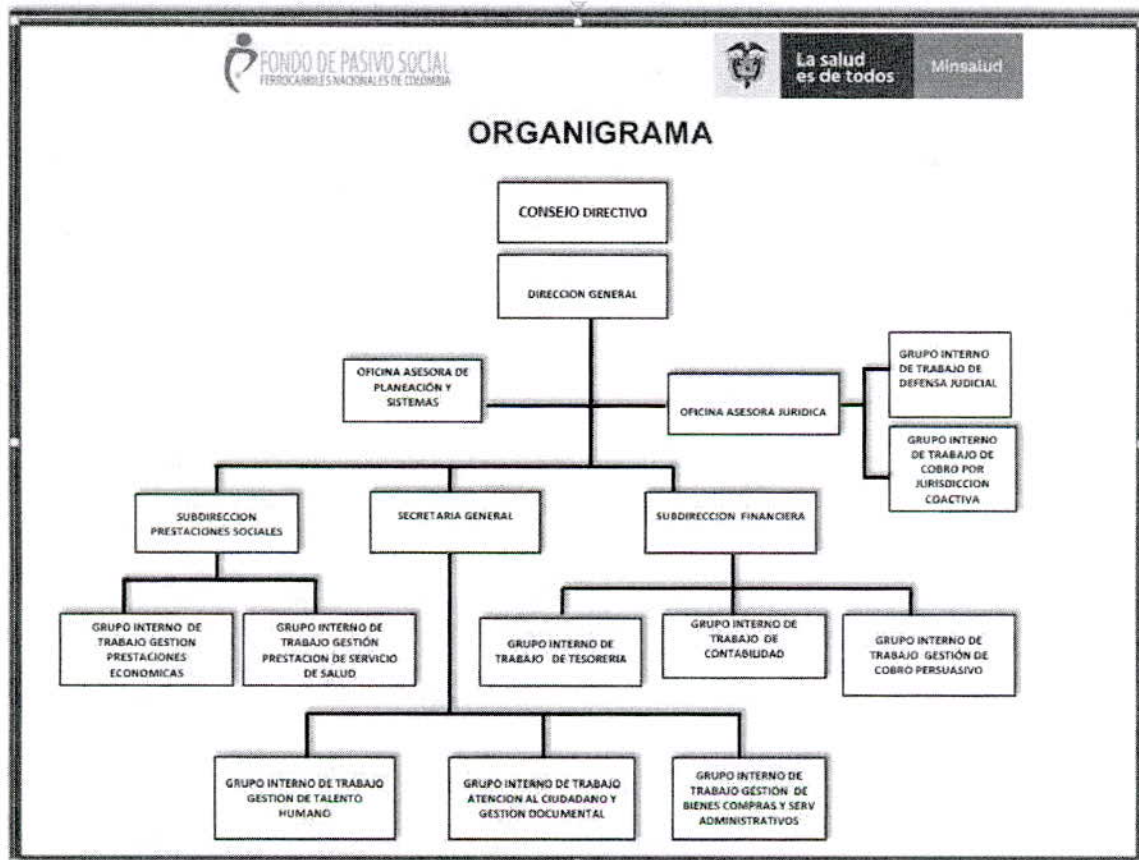 FONDO DE PASIVO SOCIAL
FERROCARRILES NACIONALES DE COLOMBIA
La salud
es de todos
Minsalud
ORGANIGRAMA
CONSEJO DIRECTIVO
DIRECCION GENERAL
OFICINA ASESORA DE
PLANEACIÓN Y
SISTEMAS
OFICINA ASESORA JURIDICA
GRUPO INTERNO
DE TRABAJO DE
DEFENSA JUDICIAL
GRUPO INTERNO
DE TRABAJO DE
COBRO POR
JURISDICCION
COACTIVA
SUBDIRECCION
PRESTACIONES SOCIALES
SECRETARIA GENERAL
SUBDIRECCION FINANCIERA
GRUPO INTERNO DE
TRABAJO GESTION
PRESTACIONES
ECONOMICAS
GRUPO INTERNO DE
TRABAJO GESTIÓN
PRESTACION DE SERVICIO
DE SALUD
GRUPO INTERNO DE
TRABAJO DE TESORERIA
GRUPO INTERNO DE
TRABAJO DE
CONTABILIDAD
GRUPO INTERNO DE
TRABAJO GESTIÓN DE
COBRO PERSUASIVO
GRUPO INTERNO DE TRABAJO
GESTION DE TALENTO
HUMANO
GRUPO INTERNO DE TRABAJO
ATENCION AL CIUDADANO Y
GESTION DOCUMENTAL
GRUPO INTERNO DE
TRABAJO GESTIÓN DE
BIENES COMPRAS Y SERV
ADMINISTRATIVOS